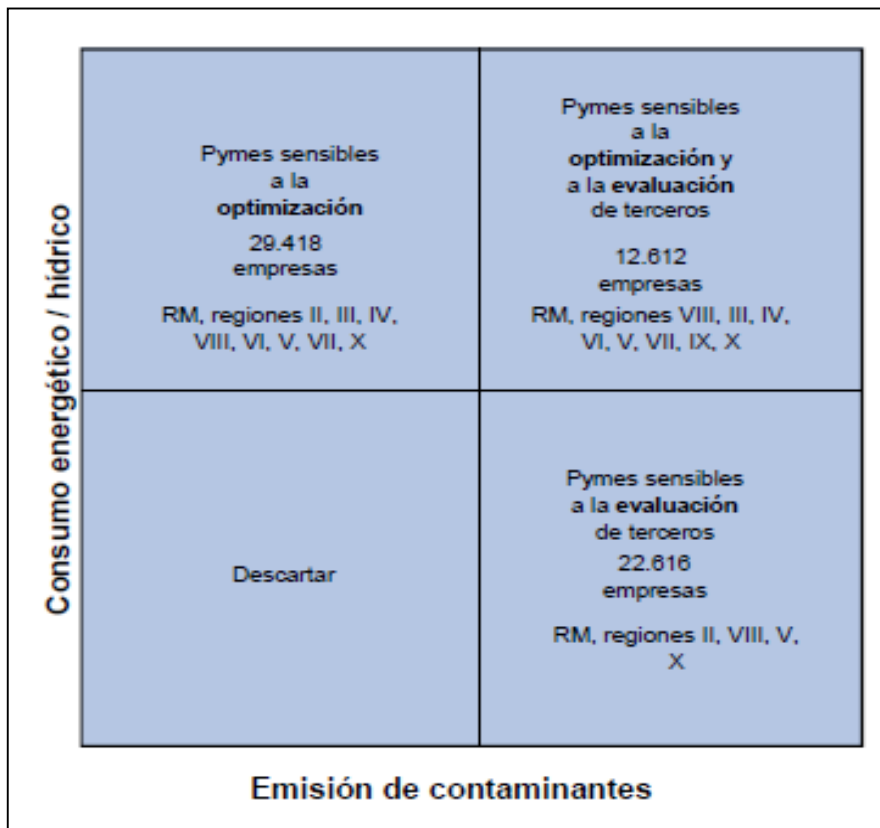 Consumo energético / hídrico
Pymes sensibles
a la
optimización
29.418
empresas
RM, regiones II, III, IV,
VIII, VI, V, VII, X
Pymes sensibles
a la
optimización y
a la evaluación
de terceros
12.612
empresas
RM, regiones VIII, III, IV,
VI, V, VII, IX, X
Descartar
Pymes sensibles
a la evaluación
de terceros
22.616
empresas
RM, regiones II, VIII, V,
X
Emisión de contaminantes